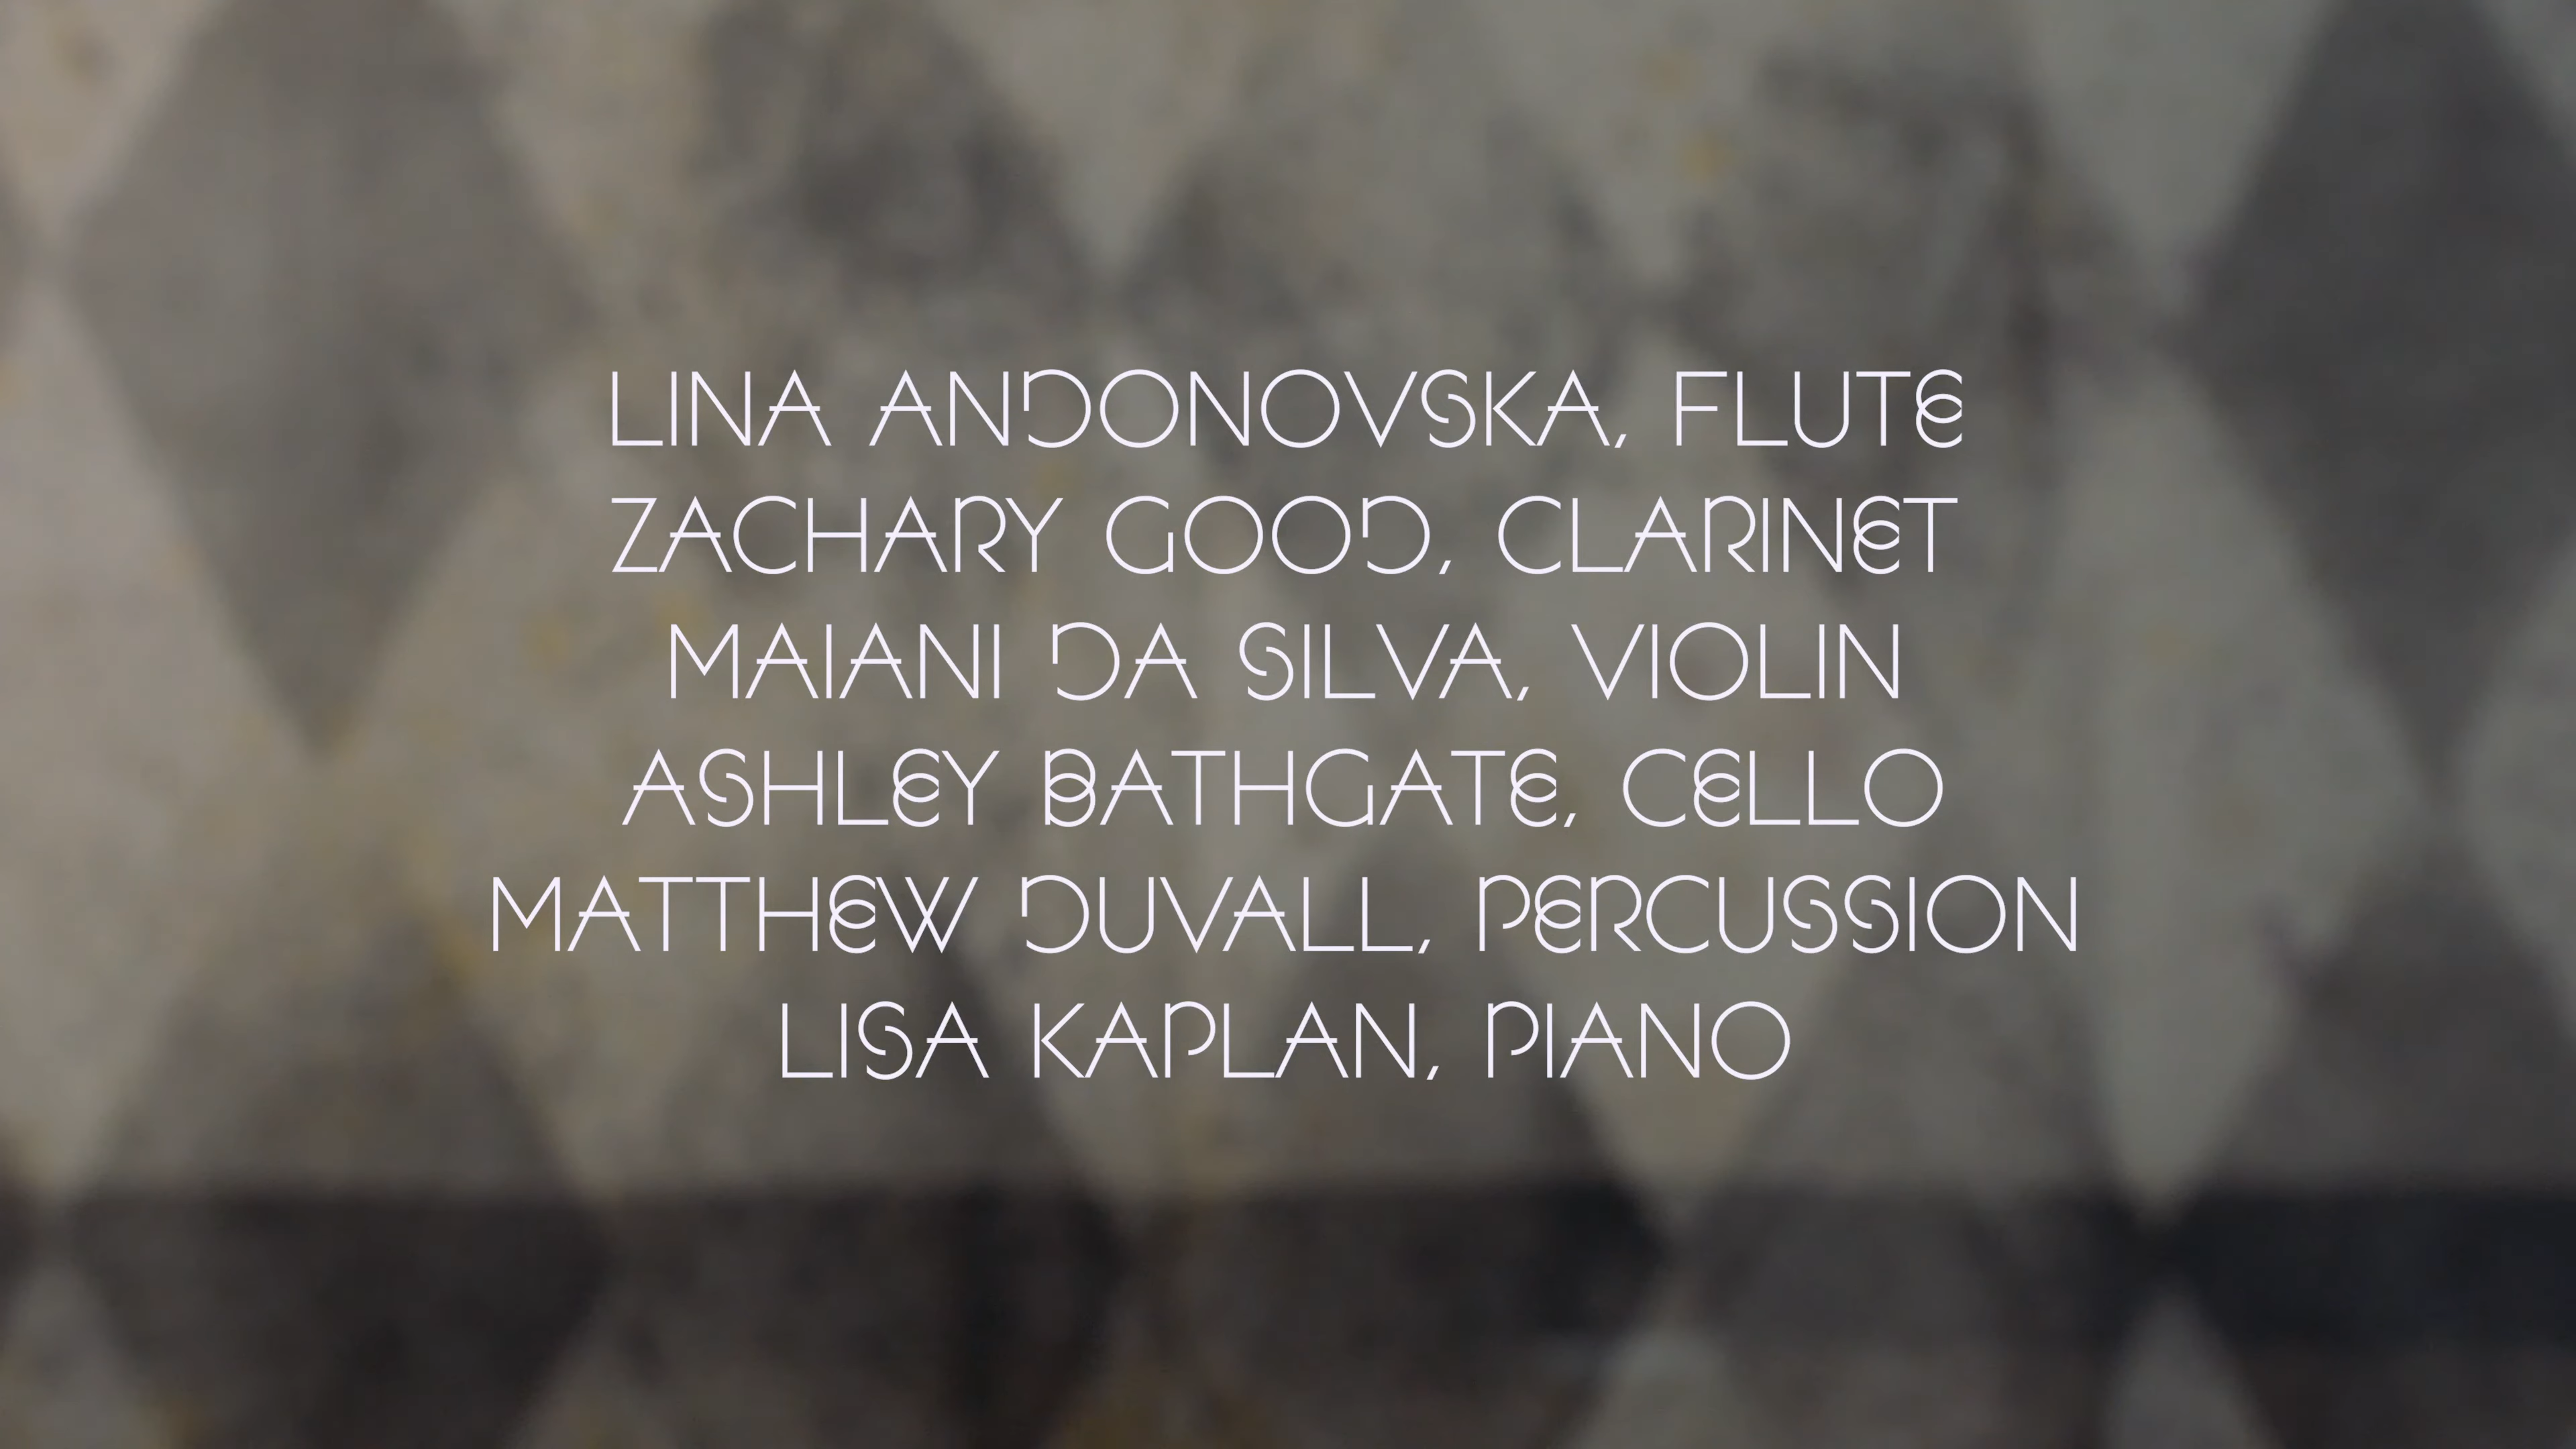 LINA ANDONOVSKA, FLUTE
ZACHARY GOOD, CLARINET
MAIANI DA SILVA, VIOLIN
ASHLEY BATHGATE, CELLO
MATTHEW DUVALL, PERCUSSION
LISA KAPLAN, PIANO